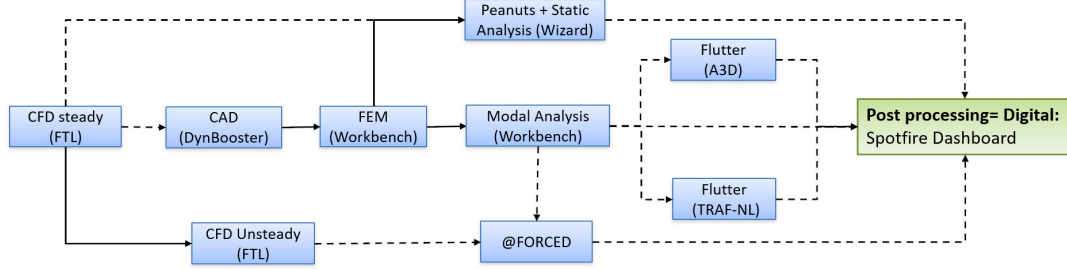 Peanuts + Static
Analysis (Wizard)
Flutter
(A3D)
CFD steady
(FTL)
CAD
(DynBooster)
FEM
(Workbench)
Modal Analysis
(Workbench)
Post processing= Digital:
Spotfire Dashboard
Flutter
(TRAF-NL)
CFD Unsteady
(FTL)
@FORCED